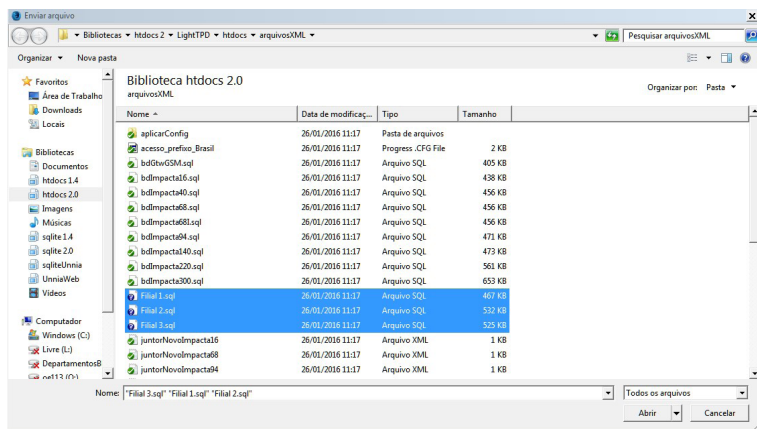 Enviar arquivo
Bibliotecas htdocs 2 LightTPD htdocs arquivosXML
Pesquisar arquivosXML
Organizar Nova pasta
Favoritos
Área de Trabalho
Downloads
Locais
Bibliotecas
Documentos
htdocs 1.4
htdocs 2.0
Imagens
Músicas
sqlite 1.4
sqlite 2.0
sqliteUnnia
UnniaWeb
Vídeos
Computador
Windows (C:)
Livre (L:)
DepartamentosB
Biblioteca htdocs 2.0
arquivosXML
Organizar por: Pasta
Nome Data de modificaç... Tipo Tamanho
aplicarConfig 26/01/2016 11:17 Pasta de arquivos
acesso_prefixo_Brasil 26/01/2016 11:17 Progress .CFG File 2 KB
bdGtwGSM.sql 26/01/2016 11:17 Arquivo SQL 405 KB
bdImpacta16.sql 26/01/2016 11:17 Arquivo SQL 438 KB
bdImpacta40.sql 26/01/2016 11:17 Arquivo SQL 456 KB
bdImpacta68.sql 26/01/2016 11:17 Arquivo SQL 456 KB
bdImpacta68I.sql 26/01/2016 11:17 Arquivo SQL 456 KB
bdImpacta94.sql 26/01/2016 11:17 Arquivo SQL 471 KB
bdImpacta140.sql 26/01/2016 11:17 Arquivo SQL 473 KB
bdImpacta220.sql 26/01/2016 11:17 Arquivo SQL 561 KB
bdImpacta300.sql 26/01/2016 11:17 Arquivo SQL 653 KB
Filial 1.sql 26/01/2016 11:17 Arquivo SQL 467 KB
Filial 2.sql 26/01/2016 11:17 Arquivo SQL 532 KB
Filial 3.sql 26/01/2016 11:17 Arquivo SQL 525 KB
juntorNovoImpacta16 26/01/2016 11:17 Arquivo XML 1 KB
juntorNovoImpacta68 26/01/2016 11:17 Arquivo XML 1 KB
juntorNovoImpacta94 26/01/2016 11:17 Arquivo XML 1 KB
Nome: "Filial 3.sql" "Filial 1.sql" "Filial 2.sql"
Todos os arquivos
Abrir Cancelar